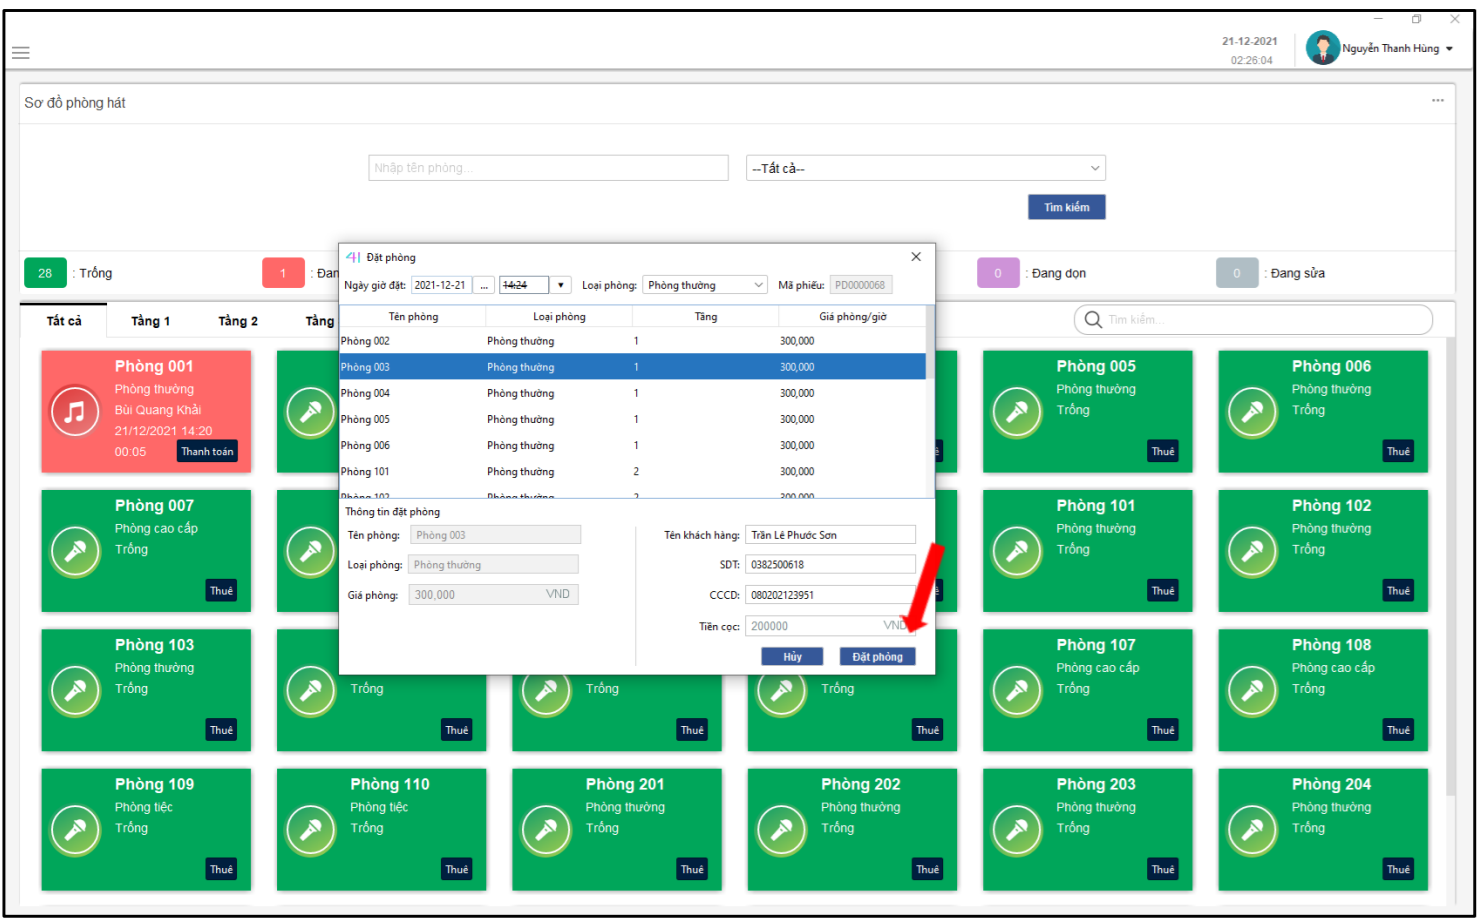 21-12-2021
02:26:04
Nguyễn Thanh Hùng
Sơ đồ phòng hát
Nhập tên phòng...
--Tất cả--
Tìm kiếm
28 : Trống
1 : Đan
0 : Đang dọn
0 : Đang sửa
Tất cả Tầng 1 Tầng 2 Tầng
Tìm kiếm...
Đặt phòng
Ngày giờ đặt: 2021-12-21 ... 14:24 Loại phòng: Phòng thường Mã phiếu: PD0000068
Tên phòng Loại phòng Tầng Giá phòng/giờ
Phòng 002 Phòng thường 1 300,000
Phòng 003 Phòng thường 1 300,000
Phòng 004 Phòng thường 1 300,000
Phòng 005 Phòng thường 1 300,000
Phòng 006 Phòng thường 1 300,000
Phòng 101 Phòng thường 2 300,000
Phòng 102 Phòng thường 2 300,000
Thông tin đặt phòng
Tên phòng: Phòng 003
Loại phòng: Phòng thường
Giá phòng: 300,000 VND
Tên khách hàng: Trần Lê Phước Sơn
SDT: 0382500618
CCCD: 080202123951
Tiền cọc: 200000 VND
Hủy Đặt phòng
Phòng 001
Phòng thường
Bùi Quang Khải
21/12/2021 14:20
00:05 Thanh toán
Phòng 005
Phòng thường
Trống
Thuê
Phòng 006
Phòng thường
Trống
Thuê
Phòng 007
Phòng cao cấp
Trống
Thuê
Phòng 101
Phòng thường
Trống
Thuê
Phòng 102
Phòng thường
Trống
Thuê
Phòng 103
Phòng thường
Trống
Thuê
Trống
Thuê
Trống
Thuê
Trống
Thuê
Phòng 107
Phòng cao cấp
Trống
Thuê
Phòng 108
Phòng cao cấp
Trống
Thuê
Phòng 109
Phòng tiệc
Trống
Thuê
Phòng 110
Phòng tiệc
Trống
Thuê
Phòng 201
Phòng thường
Trống
Thuê
Phòng 202
Phòng thường
Trống
Thuê
Phòng 203
Phòng thường
Trống
Thuê
Phòng 204
Phòng thường
Trống
Thuê